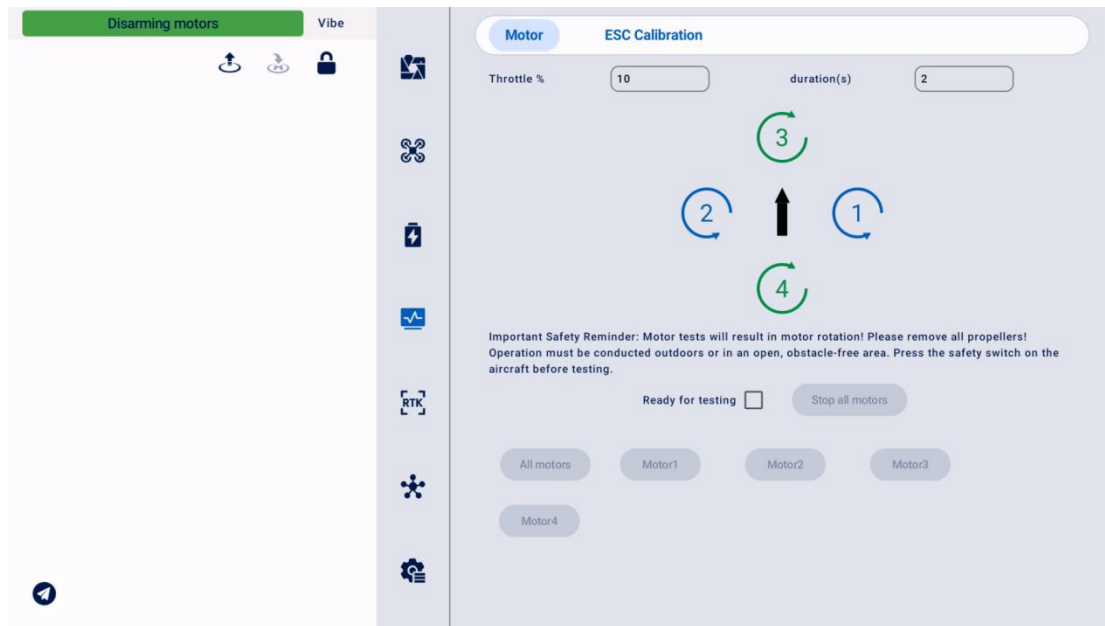 Disarming motors
Vibe
Motor
ESC Calibration
Throttle %
10
duration(s)
2
3
2
1
4
Important Safety Reminder: Motor tests will result in motor rotation! Please remove all propellers!
Operation must be conducted outdoors or in an open, obstacle-free area. Press the safety switch on the
aircraft before testing.
RTK
Ready for testing
Stop all motors
All motors
Motor1
Motor2
Motor3
Motor4